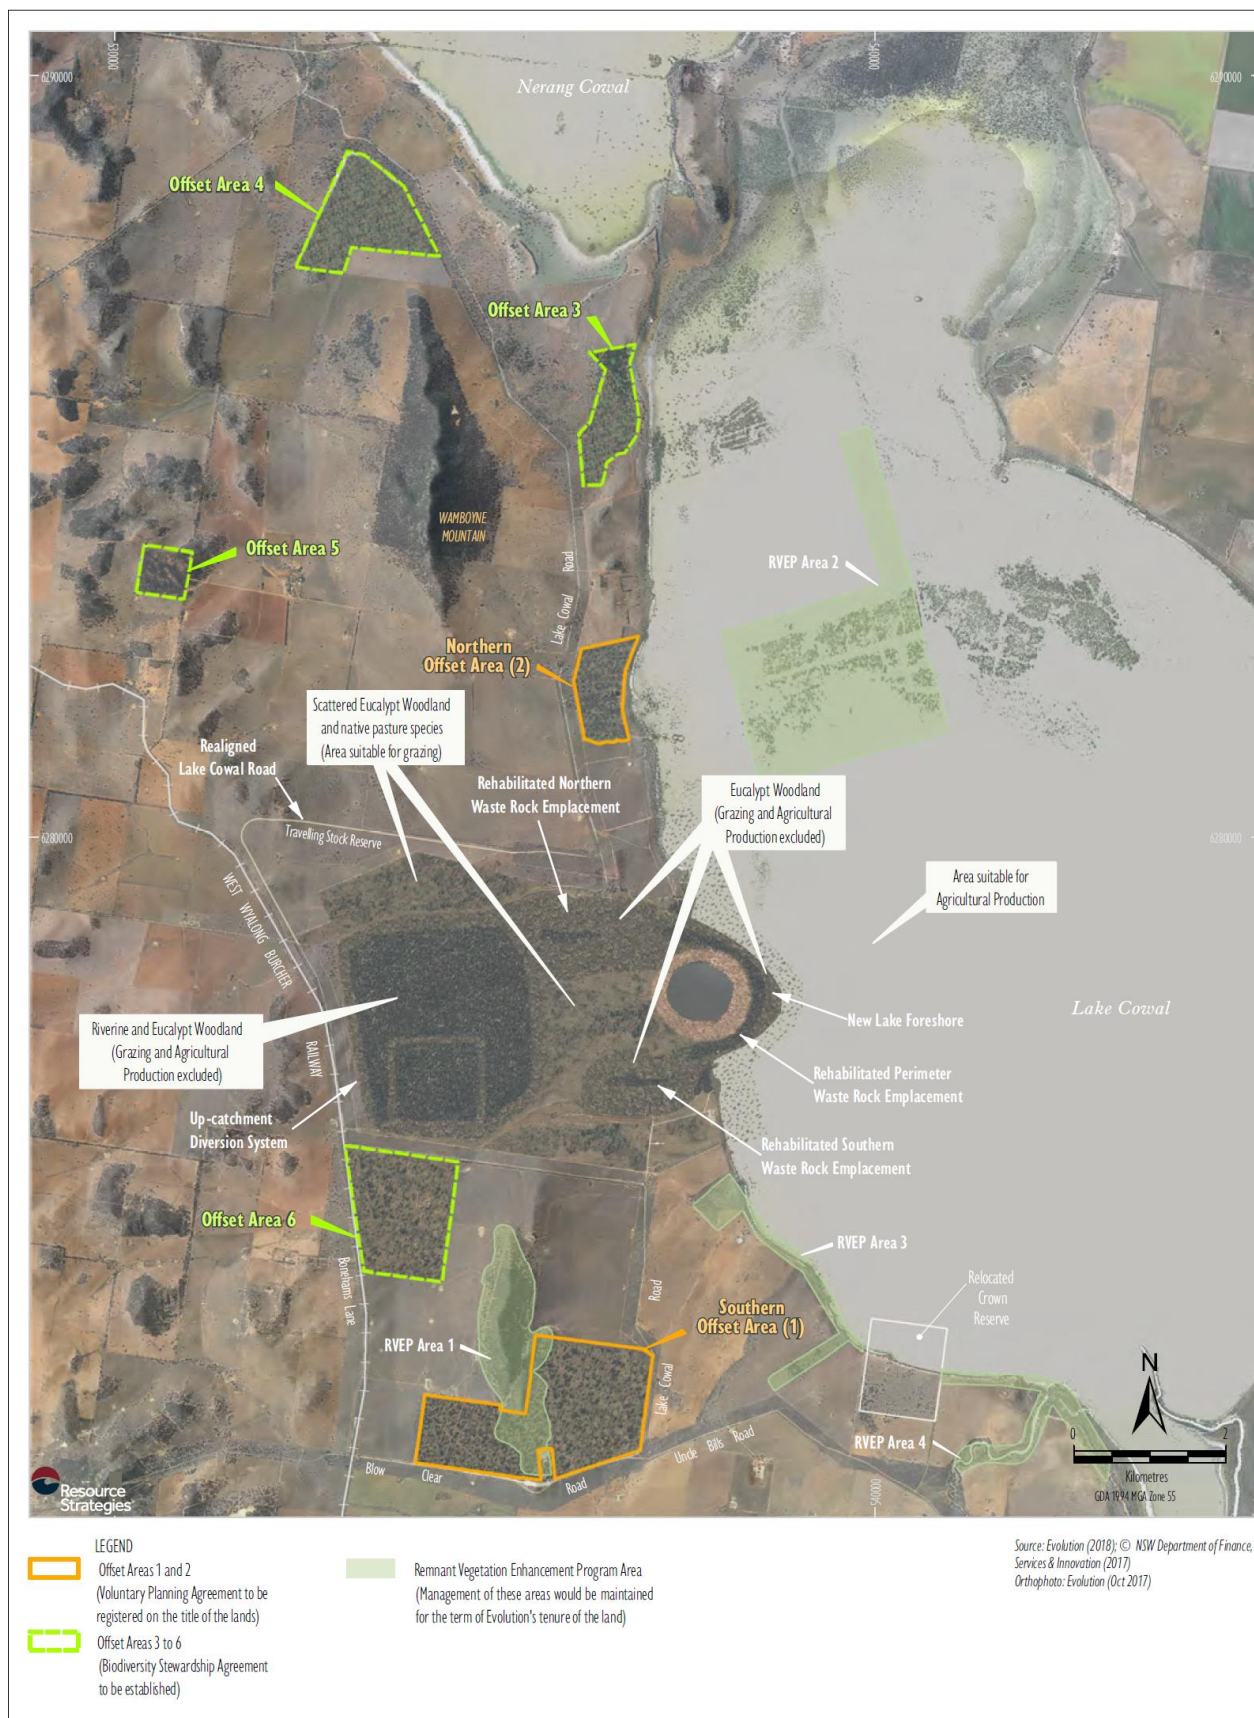 530000
540000
6290000
6290000
Nerang Cowal
Offset Area 4
Offset Area 3
WAMBOYNE
MOUNTAIN
Offset Area 5
Lake Cowal Road
RVEP Area 2
Northern
Offset Area (2)
Scattered Eucalypt Woodland
and native pasture species
(Area suitable for grazing)
Realigned
Lake Cowal Road
Rehabilitated Northern
Waste Rock Emplacement
Eucalypt Woodland
(Grazing and Agricultural
Production excluded)
6280000
6280000
Travelling Stock Reserve
Area suitable for
Agricultural Production
WEST WYALONG BURCHER
RAILWAY
Lake Cowal
New Lake Foreshore
Riverine and Eucalypt Woodland
(Grazing and Agricultural
Production excluded)
Rehabilitated Perimeter
Waste Rock Emplacement
Up-catchment
Diversion System
Rehabilitated Southern
Waste Rock Emplacement
Offset Area 6
RVEP Area 3
Bonehams Lane
Relocated
Crown
Reserve
Southern
Offset Area (1)
RVEP Area 1
Lake Cowal Road
Uncle Bills Road
RVEP Area 4
Blow Clear Road
540000
N
0
2
Kilometres
GDA 1994 MGA Zone 55
Resource
Strategies
LEGEND
Offset Areas 1 and 2
(Voluntary Planning Agreement to be
registered on the title of the lands)
Offset Areas 3 to 6
(Biodiversity Stewardship Agreement
to be established)
Remnant Vegetation Enhancement Program Area
(Management of these areas would be maintained
for the term of Evolution's tenure of the land)
Source: Evolution (2018); © NSW Department of Finance,
Services & Innovation (2017)
Orthophoto: Evolution (Oct 2017)